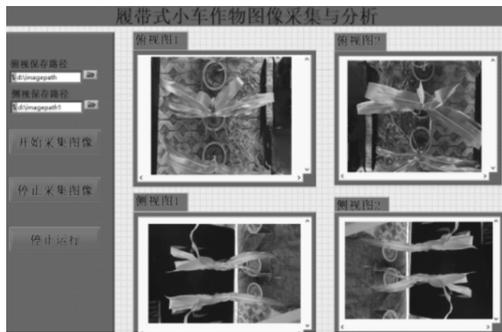 履带式小车作物图像采集与分析
俯视保存路径
d:\imagepath
侧视保存路径
d:\imagepath1
开始采集图像
停止采集图像
停止运行
俯视图1
俯视图2
侧视图1
侧视图2